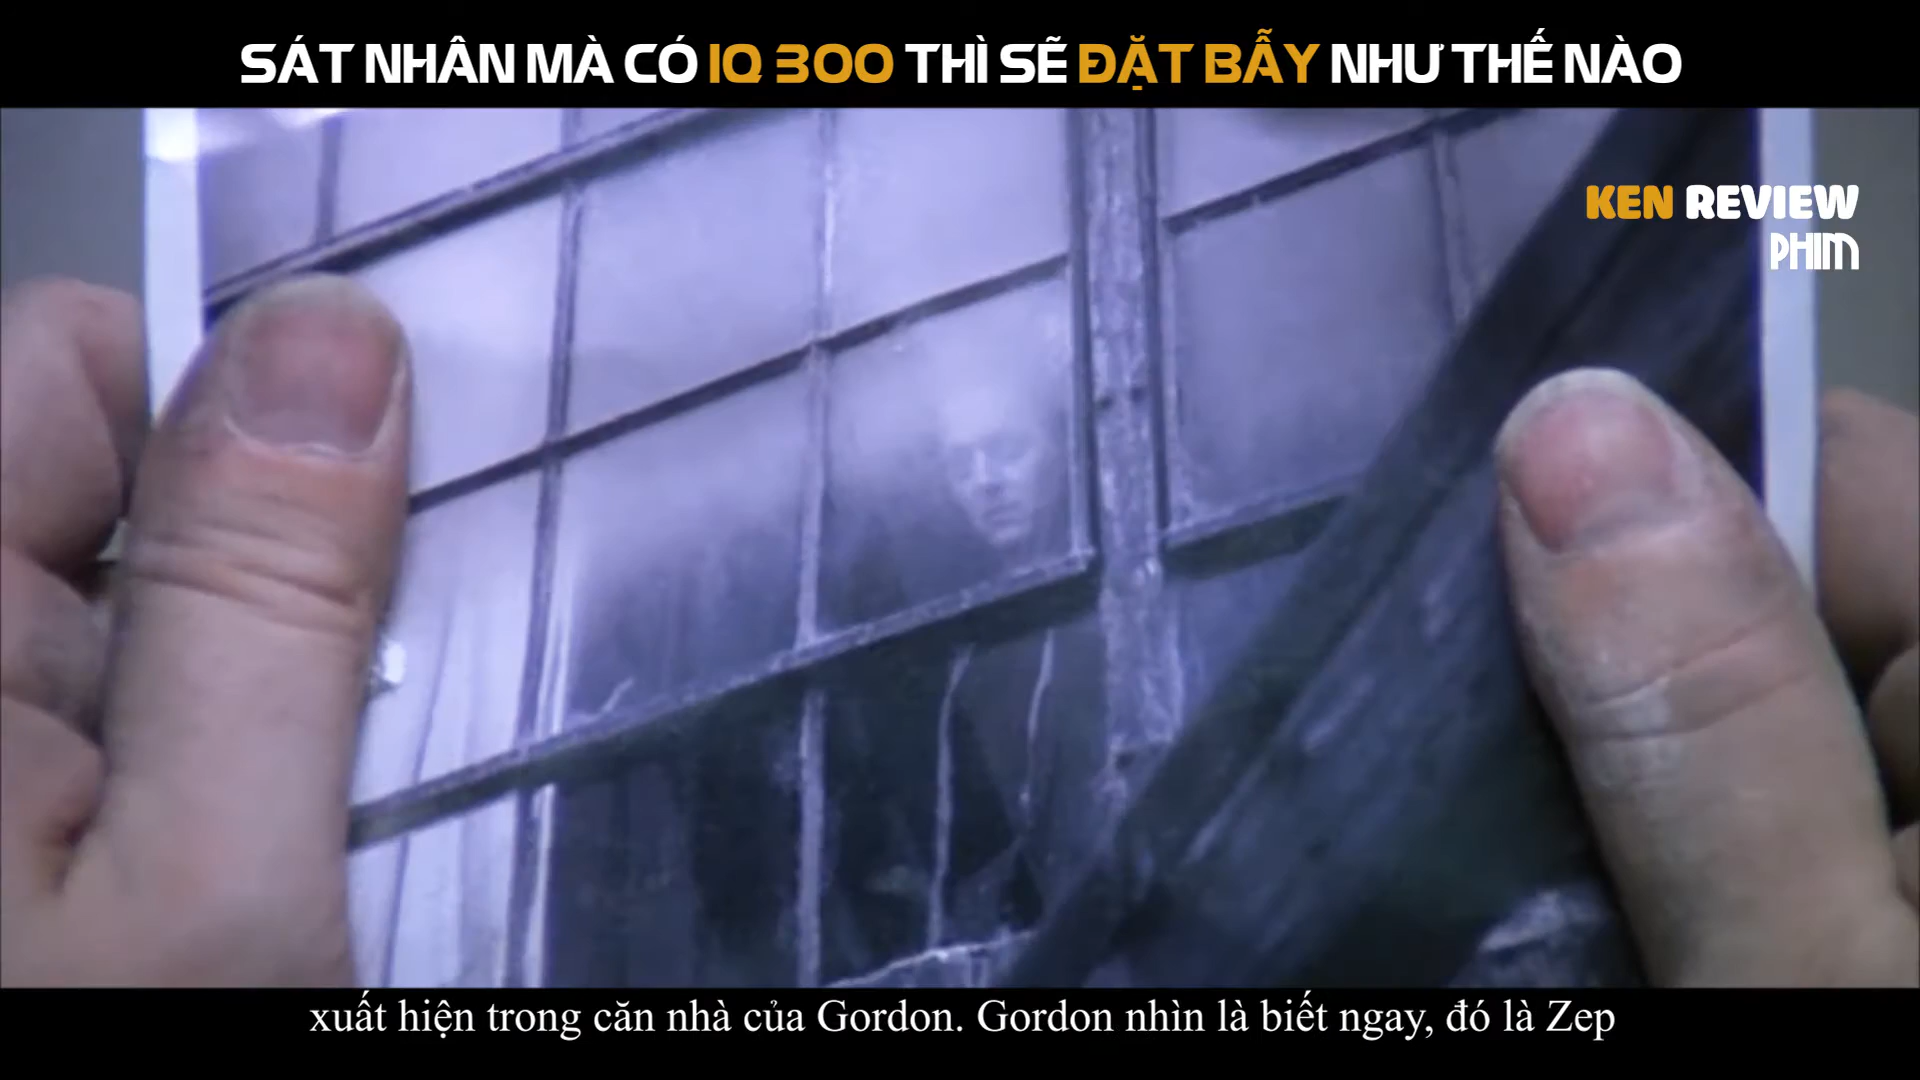 SÁT NHÂN MÀ CÓ IQ 300 THÌ SẼ ĐẶT BẪY NHƯ THẾ NÀO
KEN REVIEW
PHIM
xuất hiện trong căn nhà của Gordon. Gordon nhìn là biết ngay, đó là Zep